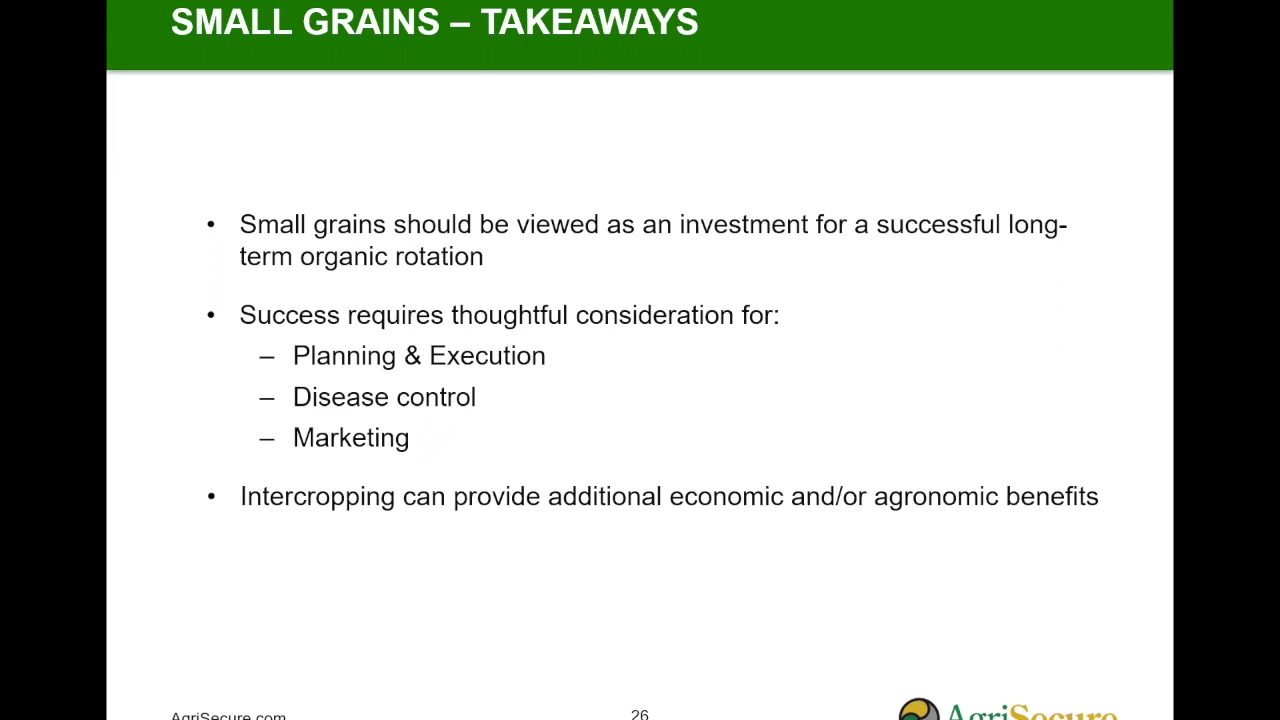 SMALL GRAINS – TAKEAWAYS
• Small grains should be viewed as an investment for a successful long-
term organic rotation
• Success requires thoughtful consideration for:
– Planning & Execution
– Disease control
– Marketing
• Intercropping can provide additional economic and/or agronomic benefits
AgriSecure.com
26
AgriSecure